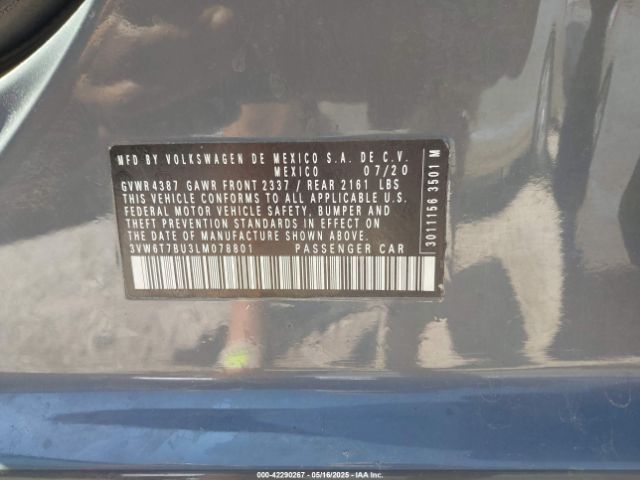 MFD BY VOLKSWAGEN DE MEXICO S.A. DE C.V.
MEXICO 07/20
GVWR 4387 GAWR FRONT 2337 / REAR 2161 LBS
THIS VEHICLE CONFORMS TO ALL APPLICABLE U.S.
FEDERAL MOTOR VEHICLE SAFETY, BUMPER AND
THEFT PREVENTION STANDARDS IN EFFECT ON THE
DATE OF MANUFACTURE SHOWN ABOVE
3VW6T7BU3LM078801 PASSENGER CAR
3011156 3501 M
000-42290267 - 05/16/2025 - IAA Inc.